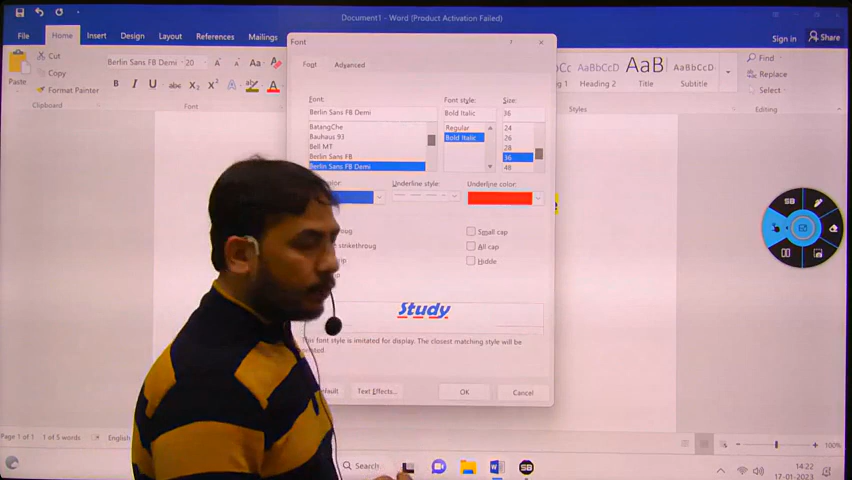 Document1 - Word (Product Activation Failed)
File Home Insert Design Layout References Mailings Sign in Share
Cut
Copy
Format Painter
Paste
Clipboard
Berlin Sans FB Demi 20
Font
Heading 2 Title Subtitle
Styles
Find
Replace
Select
Editing
Font
Font Advanced
Font: Font style: Size:
Berlin Sans FB Demi Bold Italic 36
BatangChe
Bauhaus 93
Bell MT
Berlin Sans FB
Berlin Sans FB Demi
Regular
Bold Italic
24
26
28
36
48
color: Underline style: Underline color:
Small cap
All cap
Hidde
Study
This font style is imitated for display. The closest matching style will be
Text Effects... OK Cancel
Page 1 of 1 5 words English
100%
Search
14:22
17-01-2023